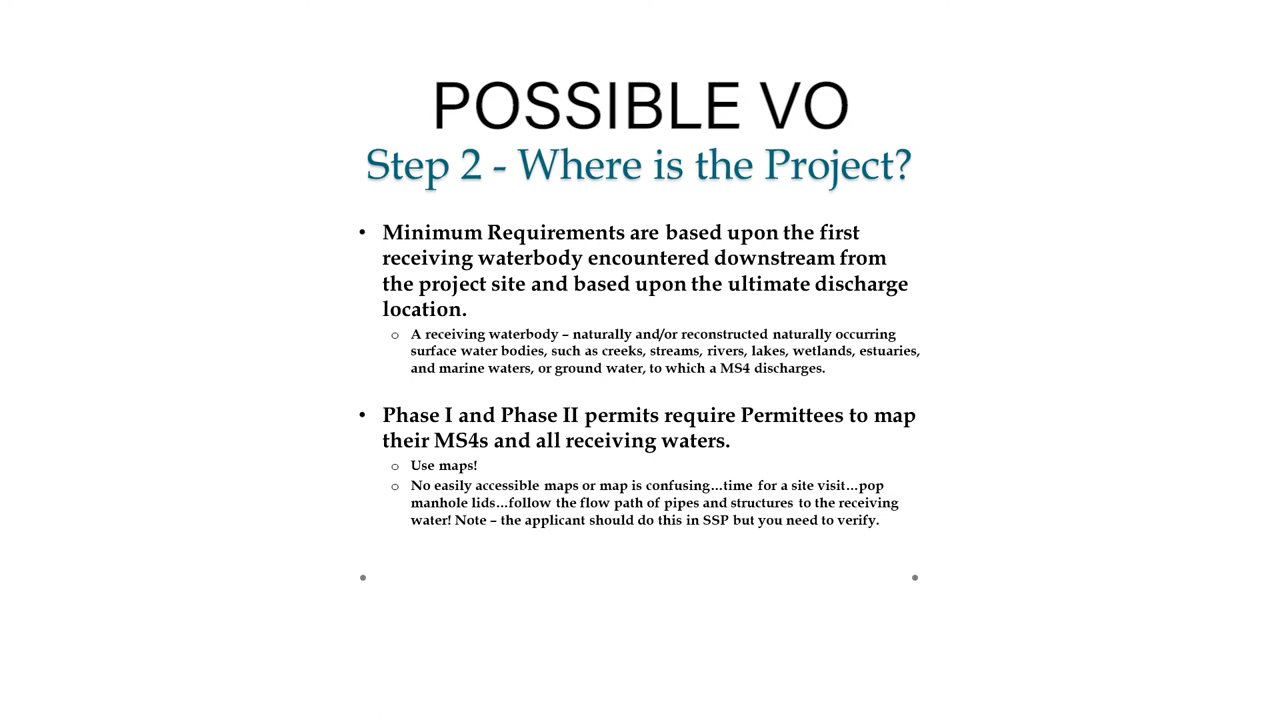 POSSIBLE VO
Step 2 - Where is the Project?
• Minimum Requirements are based upon the first
receiving waterbody encountered downstream from
the project site and based upon the ultimate discharge
location.
o A receiving waterbody – naturally and/or reconstructed naturally occurring
surface water bodies, such as creeks, streams, rivers, lakes, wetlands, estuaries,
and marine waters, or ground water, to which a MS4 discharges.
• Phase I and Phase II permits require Permittees to map
their MS4s and all receiving waters.
o Use maps!
o No easily accessible maps or map is confusing…time for a site visit…pop
manhole lids…follow the flow path of pipes and structures to the receiving
water! Note – the applicant should do this in SSP but you need to verify.